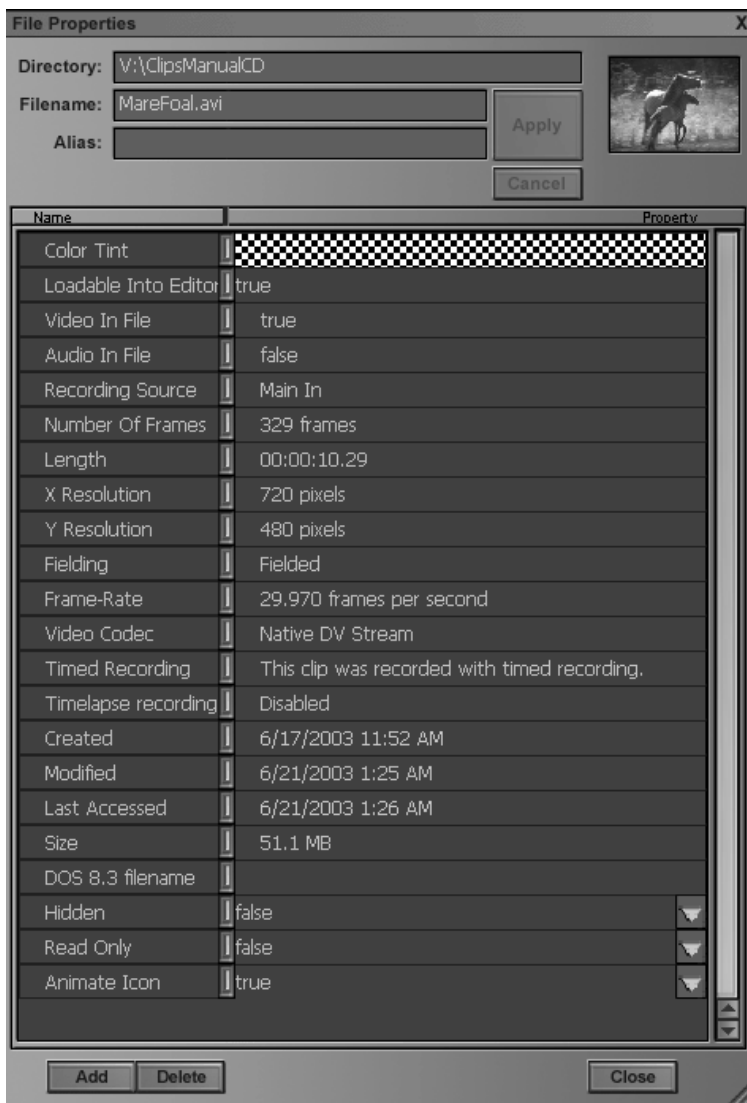 File Properties X
Directory: V:\ClipsManualCD
Filename: MareFoal.avi
Apply
Alias:
Cancel
Name Property
Color Tint
Loadable Into Editor true
Video In File true
Audio In File false
Recording Source Main In
Number Of Frames 329 frames
Length 00:00:10.29
X Resolution 720 pixels
Y Resolution 480 pixels
Fielding Fielded
Frame-Rate 29.970 frames per second
Video Codec Native DV Stream
Timed Recording This clip was recorded with timed recording.
Timelapse recording Disabled
Created 6/17/2003 11:52 AM
Modified 6/21/2003 1:25 AM
Last Accessed 6/21/2003 1:26 AM
Size 51.1 MB
DOS 8.3 filename
Hidden false
Read Only false
Animate Icon true
Add Delete Close